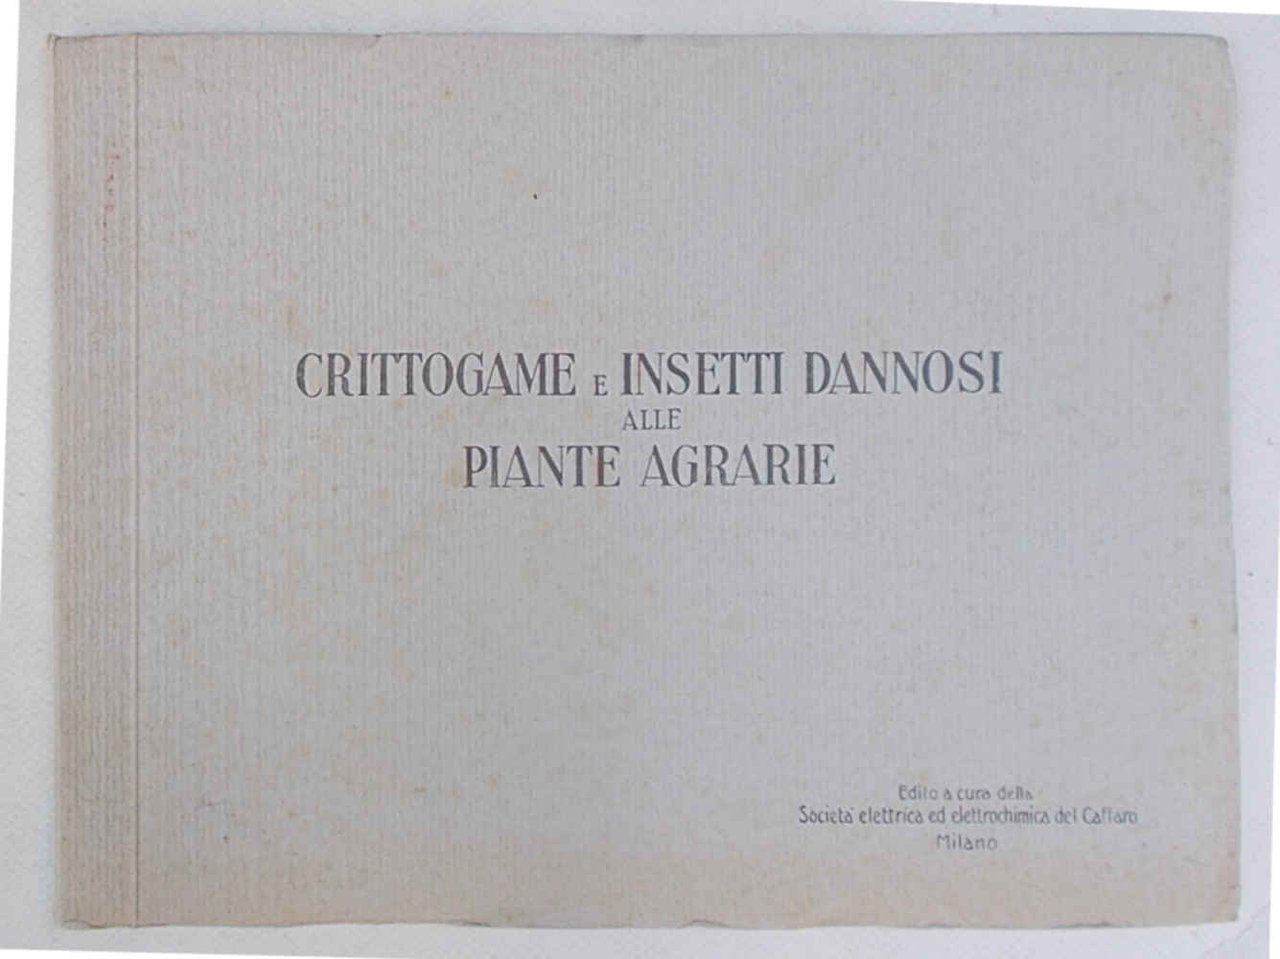 CRITTOGAME E INSETTI DANNOSI
ALLE
PIANTE AGRARIE
Edito a cura della
Società elettrica ed elettrochimica del Caffaro
Milano